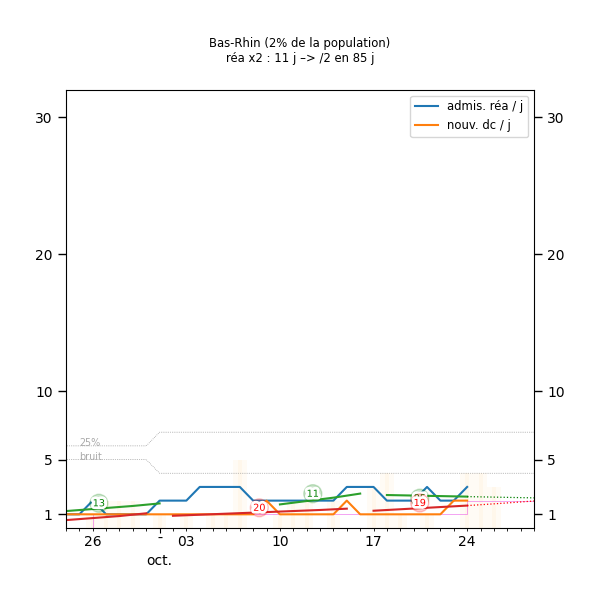 Bas-Rhin (2% de la population)
réa x2 : 11 j –> /2 en 85 j
admis. réa / j
nouv. dc / j
30 30
20 20
10 10
25%
5 bruit 5
13 11 19
20
1 1
26 - 03 10 17 24
oct.